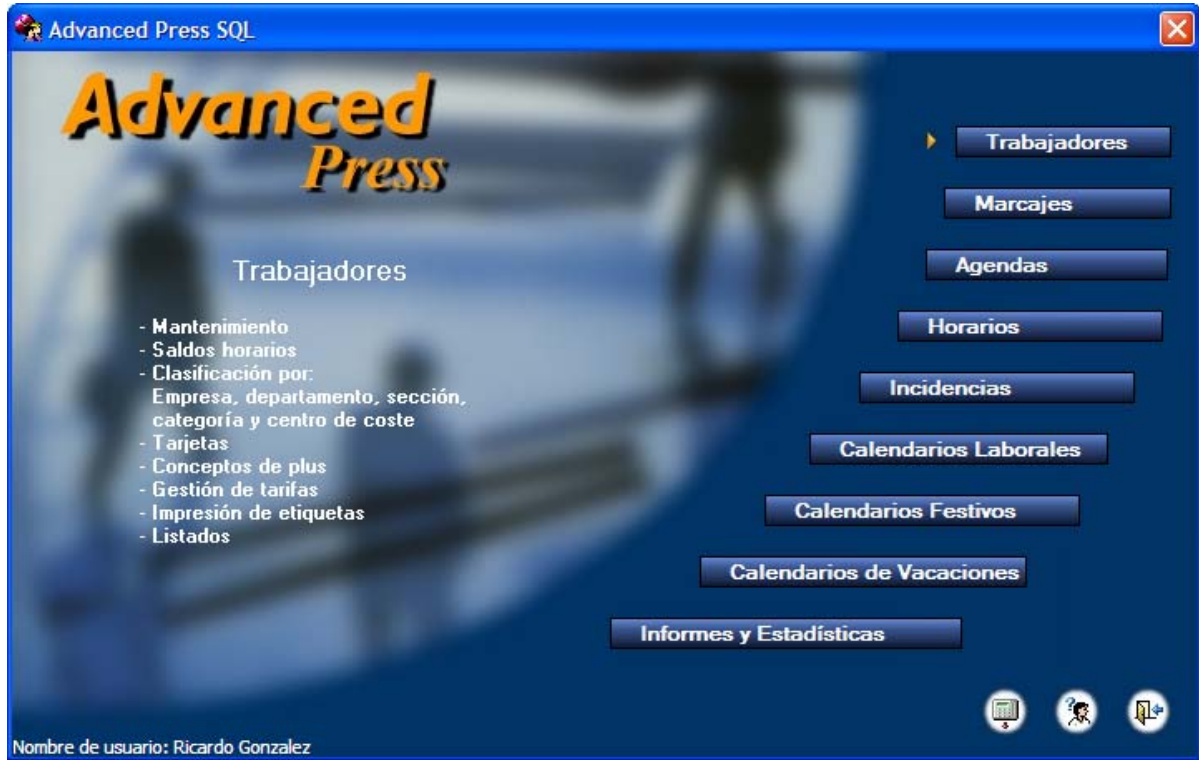 Advanced Press SQL
Advanced
Press
Trabajadores
- Mantenimiento
- Saldos horarios
- Clasificación por:
Empresa, departamento, sección,
categoría y centro de coste
- Tarjetas
- Conceptos de plus
- Gestión de tarifas
- Impresión de etiquetas
- Listados
Trabajadores
Marcajes
Agendas
Horarios
Incidencias
Calendarios Laborales
Calendarios Festivos
Calendarios de Vacaciones
Informes y Estadísticas
Nombre de usuario: Ricardo Gonzalez